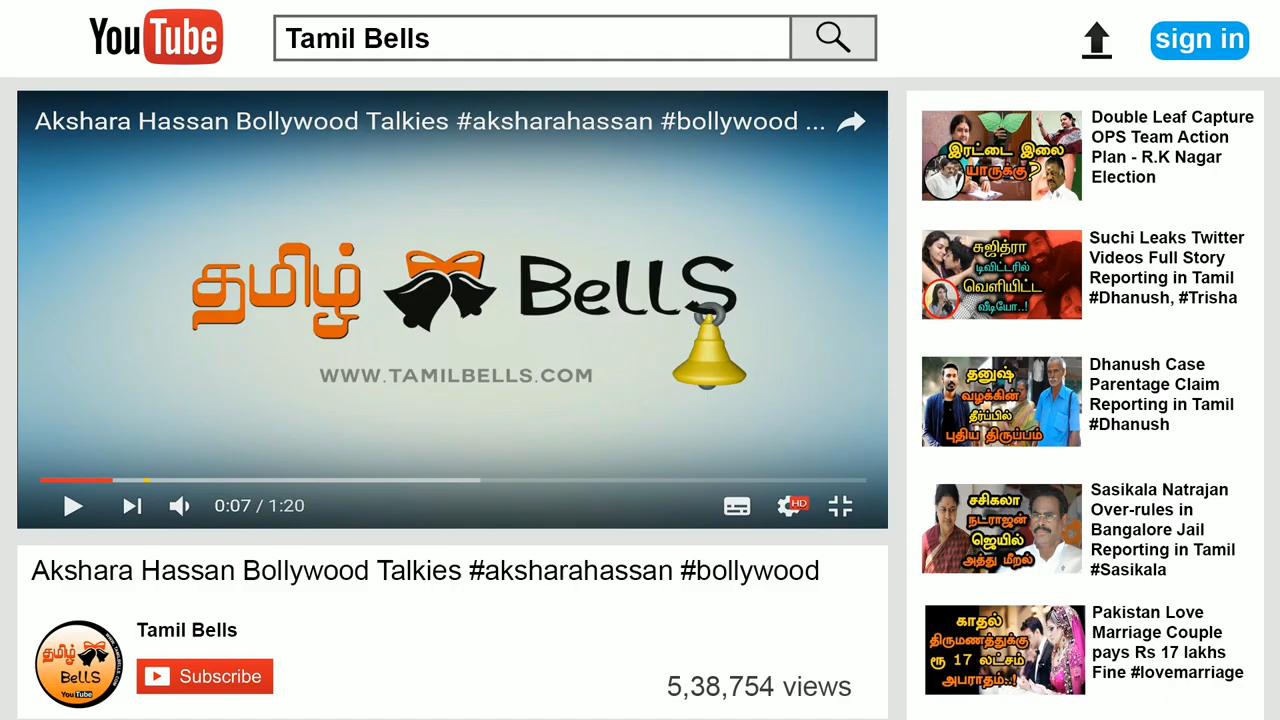 YouTube
Tamil Bells
sign in
Akshara Hassan Bollywood Talkies #aksharahassan #bollywood ...
தமிழ் BellS
WWW.TAMILBELLS.COM
0:07 / 1:20
HD
Akshara Hassan Bollywood Talkies #aksharahassan #bollywood
தமிழ்
BellS
YouTube
Tamil Bells
Subscribe
5,38,754 views
இரட்டை இலை
யாருக்கு?
Double Leaf Capture
OPS Team Action
Plan - R.K Nagar
Election
சுஜித்ரா
டிவிட்டரில்
வெளியிட்ட
வீடியோ..!
Suchi Leaks Twitter
Videos Full Story
Reporting in Tamil
#Dhanush, #Trisha
தனுஷ்
வழக்கின்
தீர்ப்பில்
புதிய திருப்பம்
Dhanush Case
Parentage Claim
Reporting in Tamil
#Dhanush
சசிகலா
நடராஜன்
ஜெயில்
அத்து மீறல்
Sasikala Natrajan
Over-rules in
Bangalore Jail
Reporting in Tamil
#Sasikala
காதல்
திருமணத்துக்கு
ரூ 17 லட்சம்
அபராதம்..!
Pakistan Love
Marriage Couple
pays Rs 17 lakhs
Fine #lovemarriage